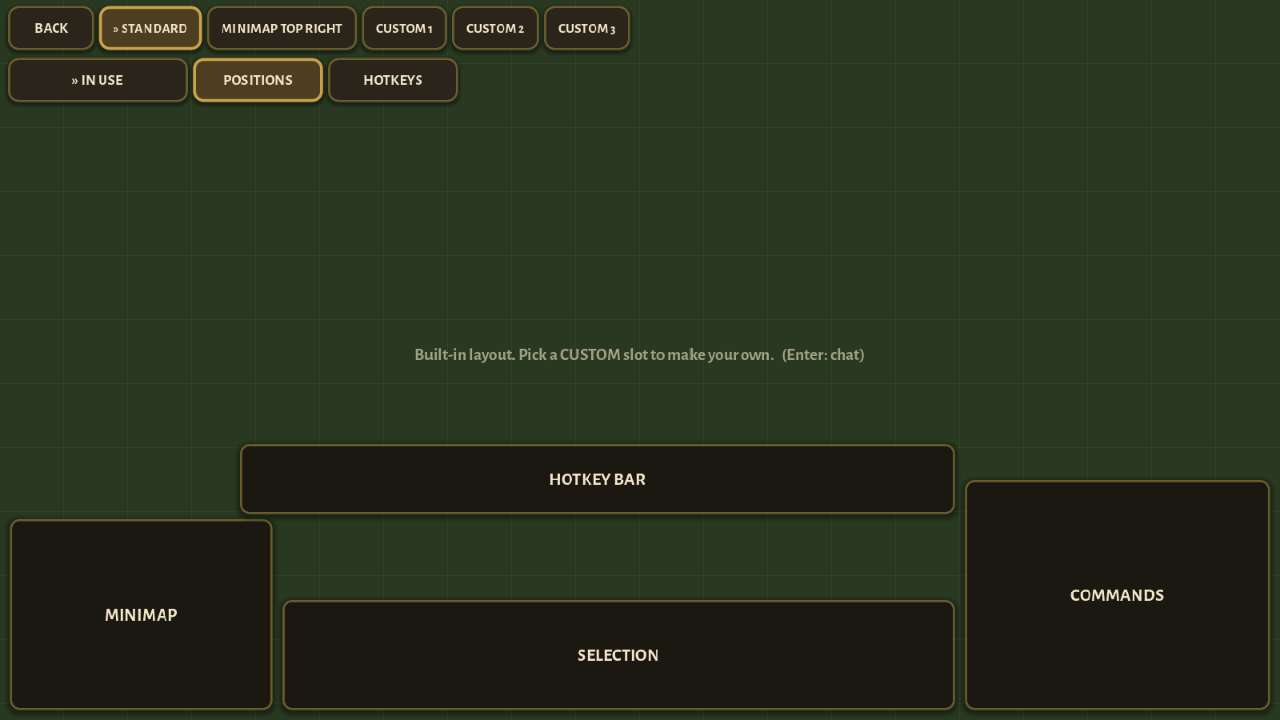 BACK
» STANDARD
MINIMAP TOP RIGHT
CUSTOM 1
CUSTOM 2
CUSTOM 3
» IN USE
POSITIONS
HOTKEYS
Built-in layout. Pick a CUSTOM slot to make your own. (Enter: chat)
HOTKEY BAR
COMMANDS
MINIMAP
SELECTION